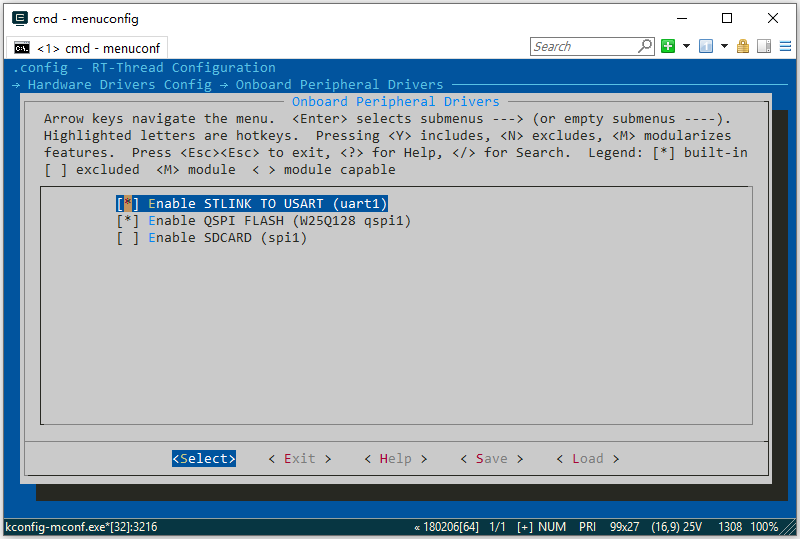 cmd - menuconfig
<1> cmd - menuconf
Search
.config - RT-Thread Configuration
→ Hardware Drivers Config → Onboard Peripheral Drivers
Onboard Peripheral Drivers
Arrow keys navigate the menu.  <Enter> selects submenus ---> (or empty submenus ----).
Highlighted letters are hotkeys.  Pressing <Y> includes, <N> excludes, <M> modularizes
features.  Press <Esc><Esc> to exit, <?> for Help, </> for Search.  Legend: [*] built-in
[ ] excluded  <M> module  < > module capable
[*] Enable STLINK TO USART (uart1)
[*] Enable QSPI FLASH (W25Q128 qspi1)
[ ] Enable SDCARD (spi1)
<Select>    < Exit >    < Help >    < Save >    < Load >
kconfig-mconf.exe*[32]:3216 « 180206[64] 1/1 [+] NUM PRI 99x27 (16,9) 25V 1308 100%